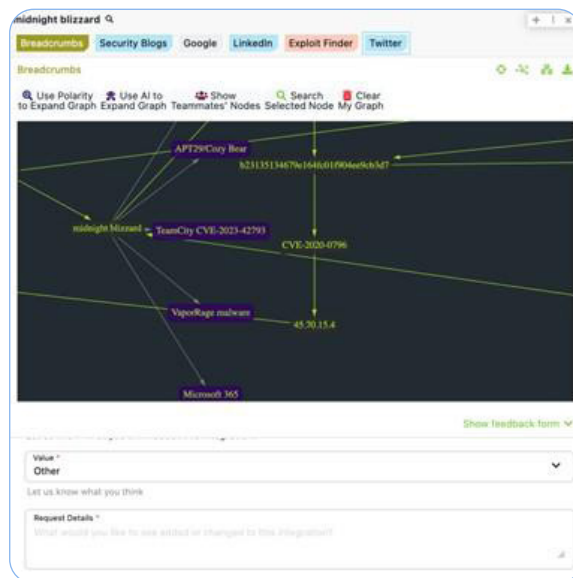 midnight blizzard
Breadcrumbs Security Blogs Google LinkedIn Exploit Finder Twitter
Breadcrumbs
Use Polarity to Expand Graph
Use AI to Expand Graph
Show Teammates' Nodes
Search Selected Node
Clear My Graph
APT29/Cozy Bear
b23135134679e164fc01f904ee9cb3d7
midnight blizzard
TeamCity CVE-2023-42793
CVE-2020-0796
VaporRage malware
45.70.15.4
Microsoft 365
Show feedback form
Value *
Other
Let us know what you think
Request Details *
What would you like to see added or changed to this integration?